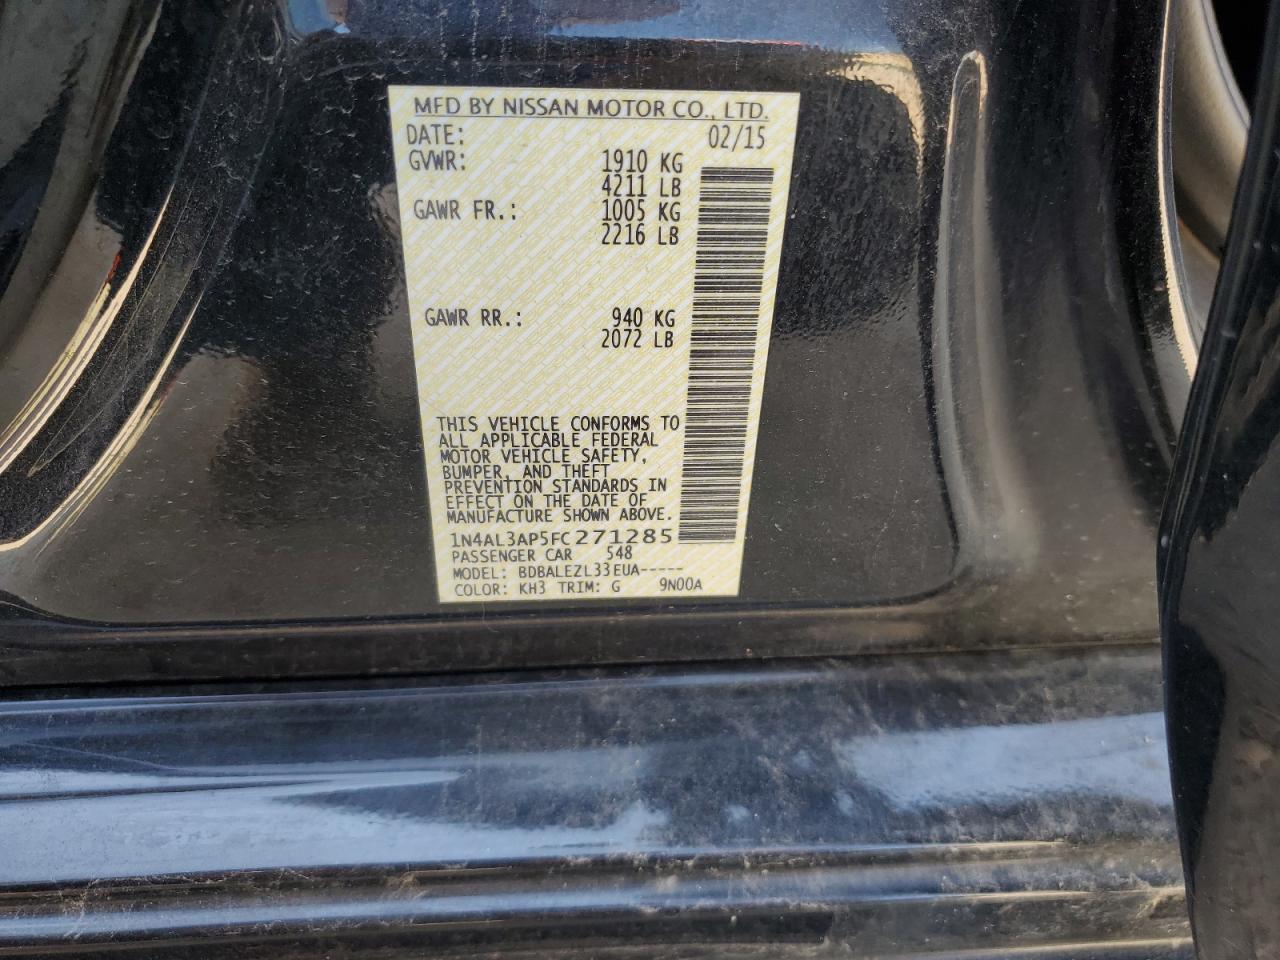 MFD BY NISSAN MOTOR CO., LTD.
DATE: 02/15
GVWR: 1910 KG
4211 LB
GAWR FR.: 1005 KG
2216 LB
GAWR RR.: 940 KG
2072 LB
THIS VEHICLE CONFORMS TO
ALL APPLICABLE FEDERAL
MOTOR VEHICLE SAFETY,
BUMPER, AND THEFT
PREVENTION STANDARDS IN
EFFECT ON THE DATE OF
MANUFACTURE SHOWN ABOVE.
1N4AL3AP5FC271285
PASSENGER CAR 548
MODEL: BDBALEZL33EUA-----
COLOR: KH3 TRIM: G 9N00A